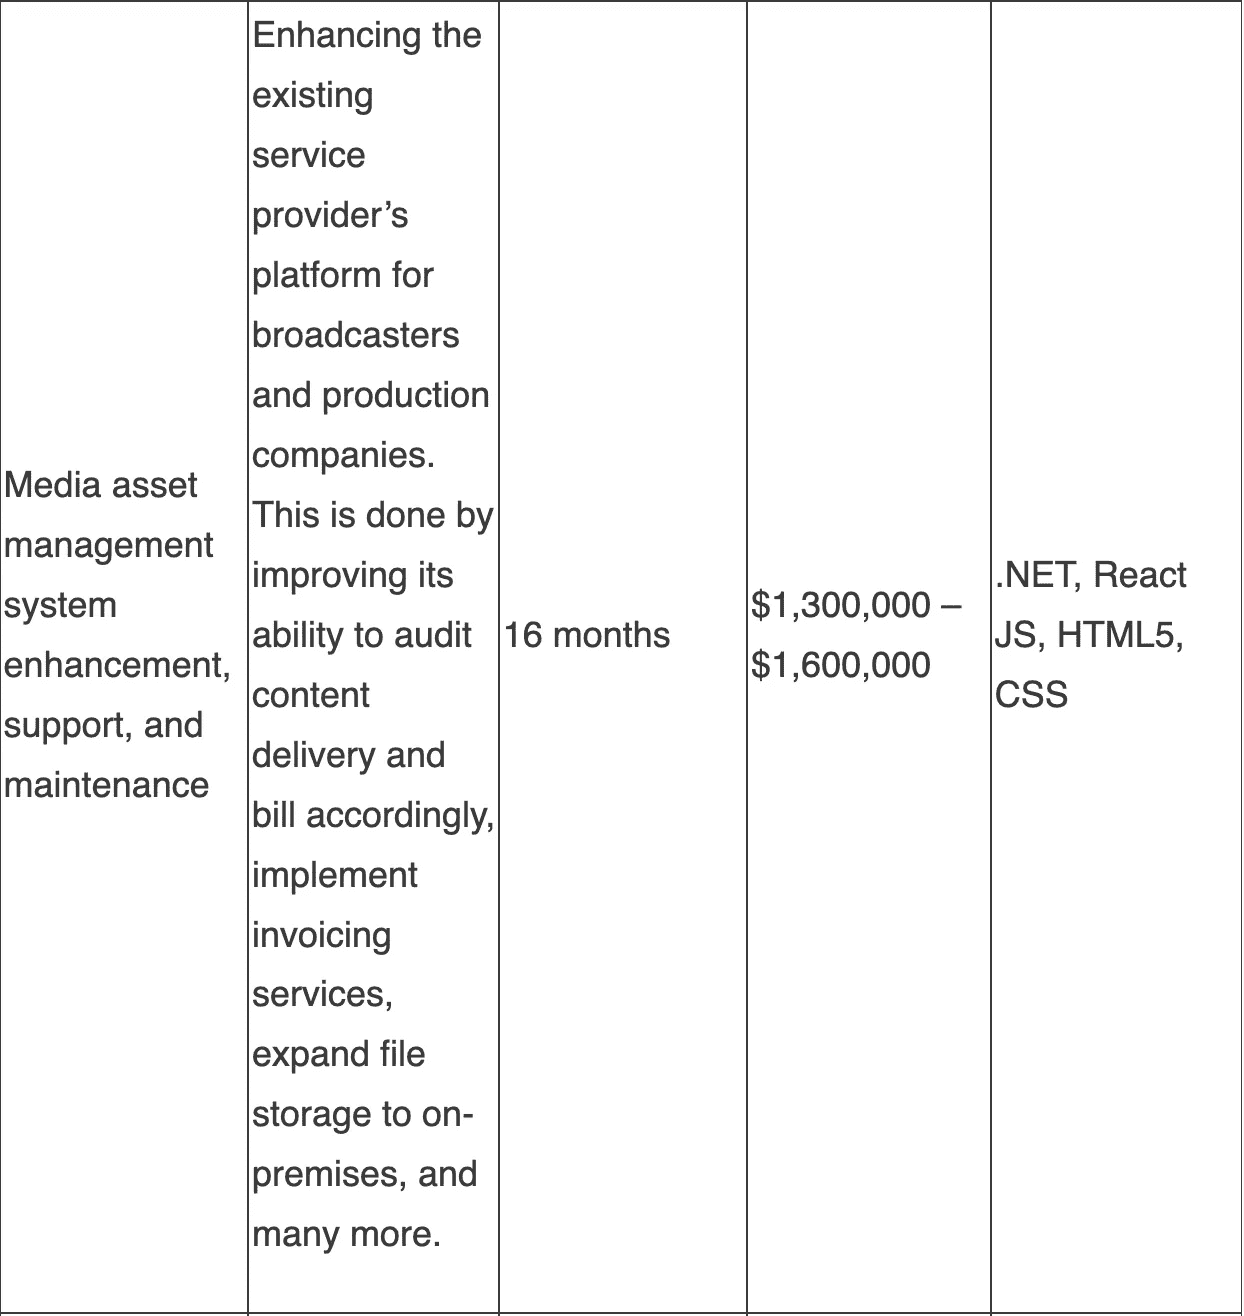 Media asset
management
system
enhancement,
support, and
maintenance
Enhancing the
existing
service
provider’s
platform for
broadcasters
and production
companies.
This is done by
improving its
ability to audit
content
delivery and
bill accordingly,
implement
invoicing
services,
expand file
storage to on-
premises, and
many more.
16 months
$1,300,000 –
$1,600,000
.NET, React
JS, HTML5,
CSS